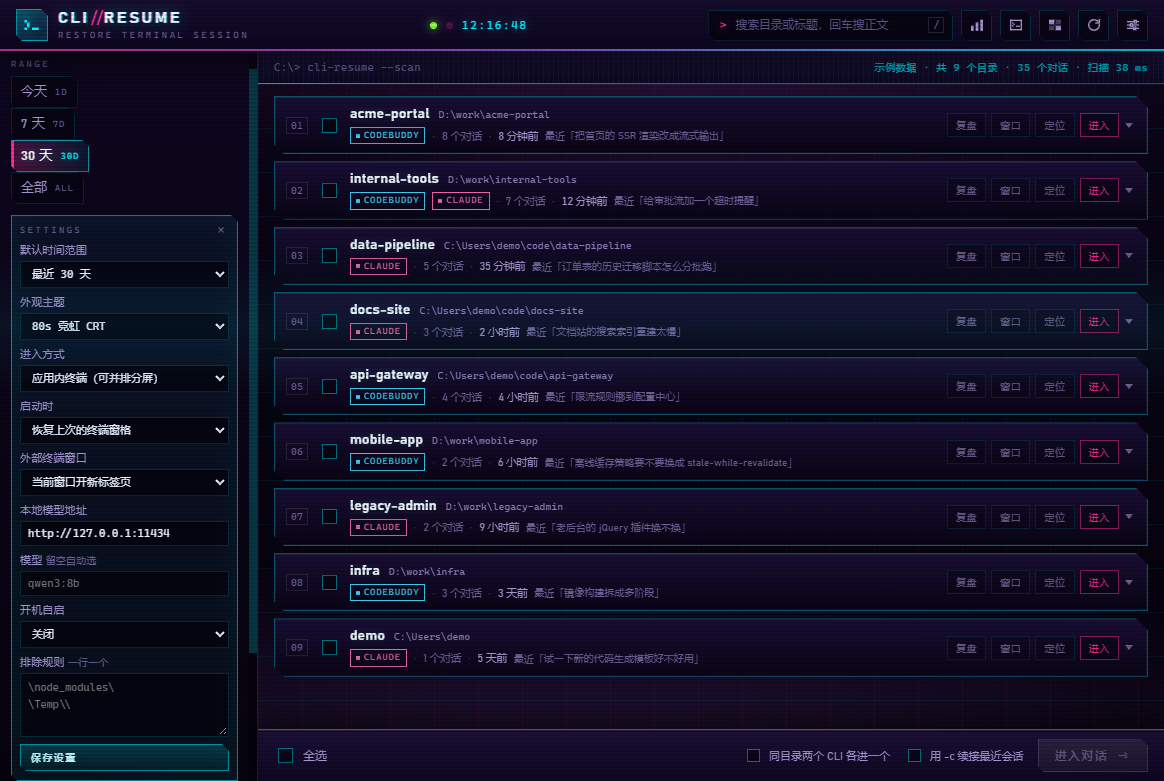 CLI//RESUME
RESTORE TERMINAL SESSION
12:16:48
> 搜索目录或标题，回车搜正文 /
RANGE
今天 1D
7 天 7D
30 天 30D
全部 ALL
SETTINGS ×
默认时间范围
最近 30 天
外观主题
80s 霓虹 CRT
进入方式
应用内终端（可并排分屏）
启动时
恢复上次的终端窗格
外部终端窗口
当前窗口开新标签页
本地模型地址
http://127.0.0.1:11434
模型 留空自动选
qwen3:8b
开机自启
关闭
排除规则 一行一个
\node_modules\
\Temp\\
保存设置
C:\> cli-resume --scan
示例数据 · 共 9 个目录 · 35 个对话 · 扫描 38 ms
01 acme-portal D:\work\acme-portal
CODEBUDDY · 8 个对话 · 8 分钟前 最近「把首页的 SSR 渲染改成流式输出」
复盘 窗口 定位 进入
02 internal-tools D:\work\internal-tools
CODEBUDDY CLAUDE · 7 个对话 · 12 分钟前 最近「给审批流加一个超时提醒」
复盘 窗口 定位 进入
03 data-pipeline C:\Users\demo\code\data-pipeline
CLAUDE · 5 个对话 · 35 分钟前 最近「订单表的历史迁移脚本怎么分批跑」
复盘 窗口 定位 进入
04 docs-site C:\Users\demo\code\docs-site
CLAUDE · 3 个对话 · 2 小时前 最近「文档站的搜索索引重建太慢」
复盘 窗口 定位 进入
05 api-gateway C:\Users\demo\code\api-gateway
CODEBUDDY · 4 个对话 · 4 小时前 最近「限流规则挪到配置中心」
复盘 窗口 定位 进入
06 mobile-app D:\work\mobile-app
CODEBUDDY · 2 个对话 · 6 小时前 最近「离线缓存策略要不要换成 stale-while-revalidate」
复盘 窗口 定位 进入
07 legacy-admin D:\work\legacy-admin
CLAUDE · 2 个对话 · 9 小时前 最近「老后台的 jQuery 插件换不换」
复盘 窗口 定位 进入
08 infra D:\work\infra
CODEBUDDY · 3 个对话 · 3 天前 最近「镜像构建拆成多阶段」
复盘 窗口 定位 进入
09 demo C:\Users\demo
CLAUDE · 1 个对话 · 5 天前 最近「试一下新的代码生成模板好不好用」
复盘 窗口 定位 进入
全选
同目录两个 CLI 各进一个
用 -c 续接最近会话
进入对话 →